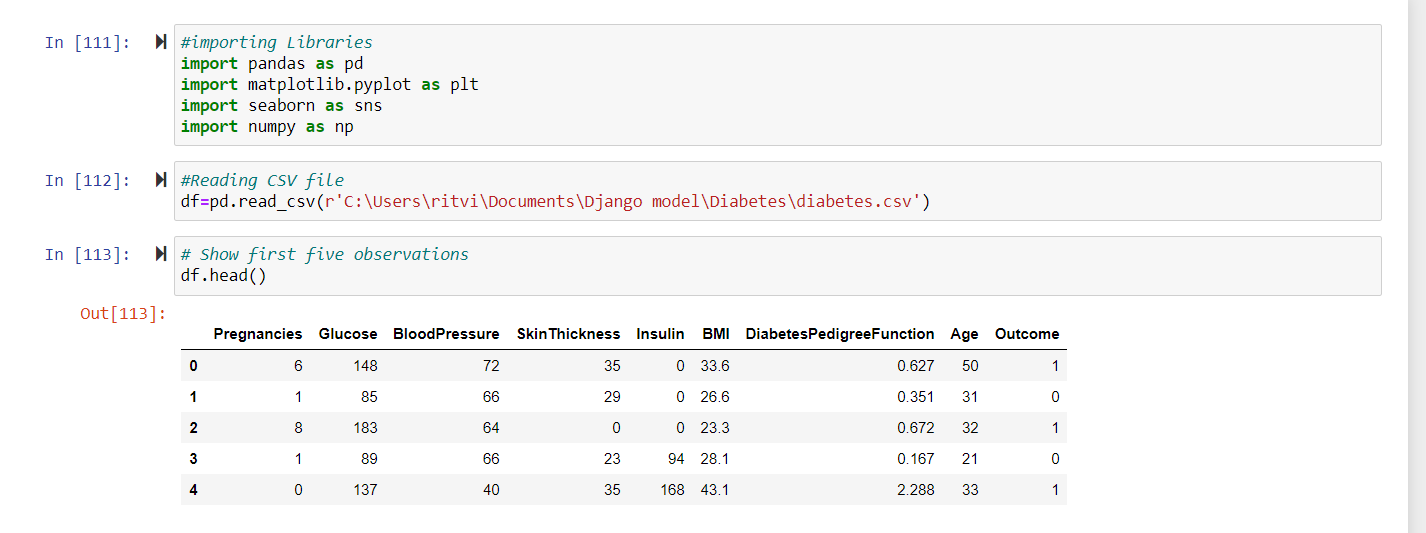 In [111]:
#importing Libraries
import pandas as pd
import matplotlib.pyplot as plt
import seaborn as sns
import numpy as np
In [112]:
#Reading CSV file
df=pd.read_csv(r'C:\Users\ritvi\Documents\Django model\Diabetes\diabetes.csv')
In [113]:
# Show first five observations
df.head()
Out[113]:
Pregnancies Glucose BloodPressure SkinThickness Insulin BMI DiabetesPedigreeFunction Age Outcome
0 6 148 72 35 0 33.6 0.627 50 1
1 1 85 66 29 0 26.6 0.351 31 0
2 8 183 64 0 0 23.3 0.672 32 1
3 1 89 66 23 94 28.1 0.167 21 0
4 0 137 40 35 168 43.1 2.288 33 1